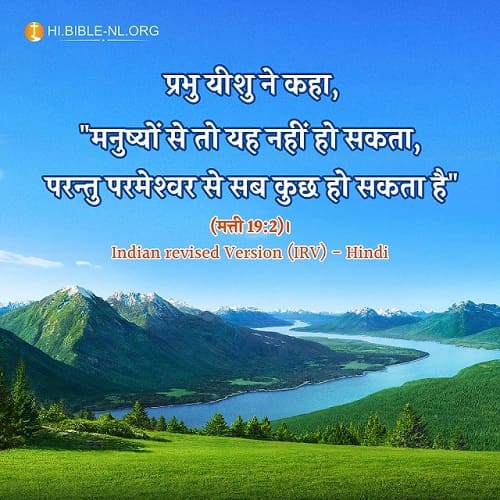 HI.BIBLE-NL.ORG
प्रभु यीशु ने कहा,
"मनुष्यों से तो यह नहीं हो सकता,
परन्तु परमेश्वर से सब कुछ हो सकता है"
(मत्ती 19:2)।
Indian revised Version (IRV) - Hindi